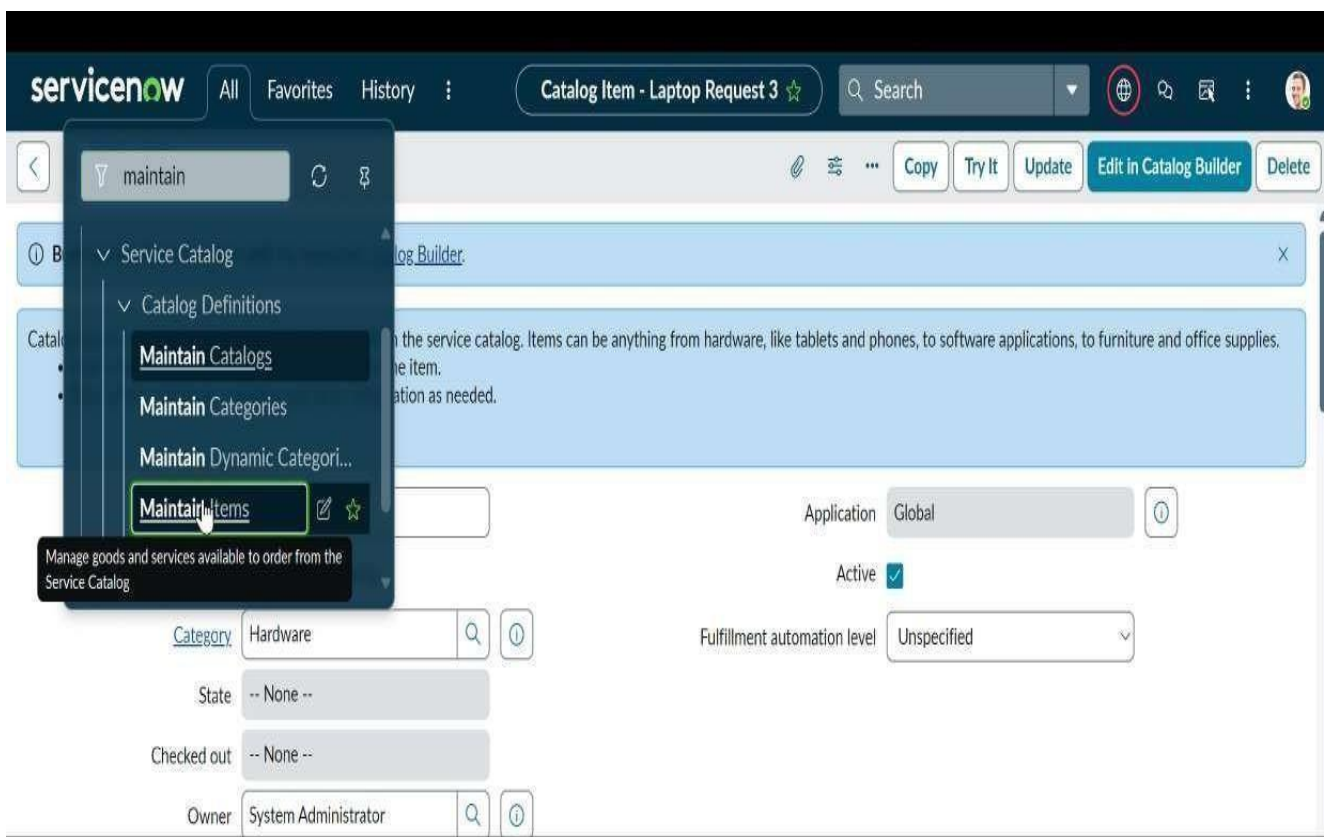 servicenow All Favorites History Catalog Item - Laptop Request 3 Search
maintain
Copy Try It Update Edit in Catalog Builder Delete
B log Builder.
Service Catalog
Catalog Definitions
Catalo the service catalog. Items can be anything from hardware, like tablets and phones, to software applications, to furniture and office supplies.
Maintain Catalogs
he item.
ation as needed.
Maintain Categories
Maintain Dynamic Categori...
Maintain Items
Application Global
Manage goods and services available to order from the
Service Catalog
Active
Category Hardware
Fulfillment automation level Unspecified
State -- None --
Checked out -- None --
Owner System Administrator